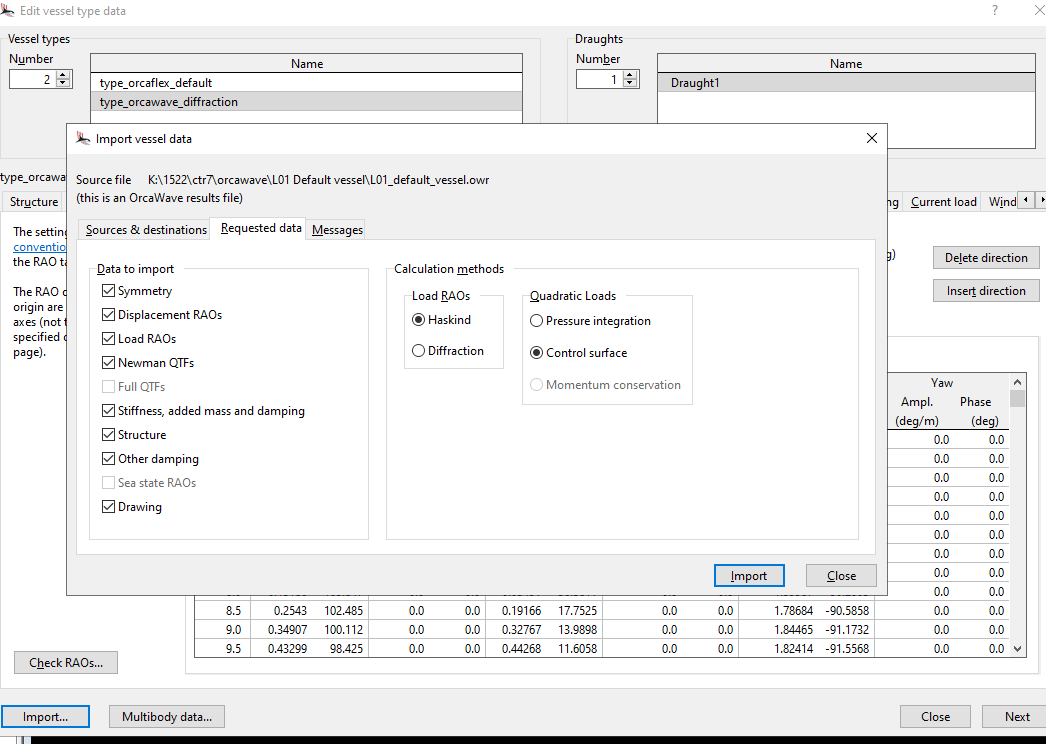 Edit vessel type data
?
Vessel types
Number
2
Name
type_orcaflex_default
type_orcawave_diffraction
Draughts
Number
1
Name
Draught1
type_orcawa
Structure
ng
Current load
Wind
The setting
conventio
the RAO ta
The RAO o
origin are
axes (not t
specified o
page).
g)
Delete direction
Insert direction
Import vessel data
Source file K:\1522\ctr7\orcawave\L01 Default vessel\L01_default_vessel.owr
(this is an OrcaWave results file)
Sources & destinations
Requested data
Messages
Data to import
Symmetry
Displacement RAOs
Load RAOs
Newman QTFs
Full QTFs
Stiffness, added mass and damping
Structure
Other damping
Sea state RAOs
Drawing
Calculation methods
Load RAOs
Haskind
Diffraction
Quadratic Loads
Pressure integration
Control surface
Momentum conservation
Import
Close
Yaw
Ampl. Phase
(deg/m) (deg)
0.0 0.0
0.0 0.0
0.0 0.0
0.0 0.0
0.0 0.0
0.0 0.0
0.0 0.0
0.0 0.0
0.0 0.0
8.5 0.2543 102.485 0.0 0.0 0.19166 17.7525 0.0 0.0 1.78684 -90.5858 0.0 0.0
9.0 0.34907 100.112 0.0 0.0 0.32767 13.9898 0.0 0.0 1.84465 -91.1732 0.0 0.0
9.5 0.43299 98.425 0.0 0.0 0.44268 11.6058 0.0 0.0 1.82414 -91.5568 0.0 0.0
Check RAOs...
Import...
Multibody data...
Close
Next